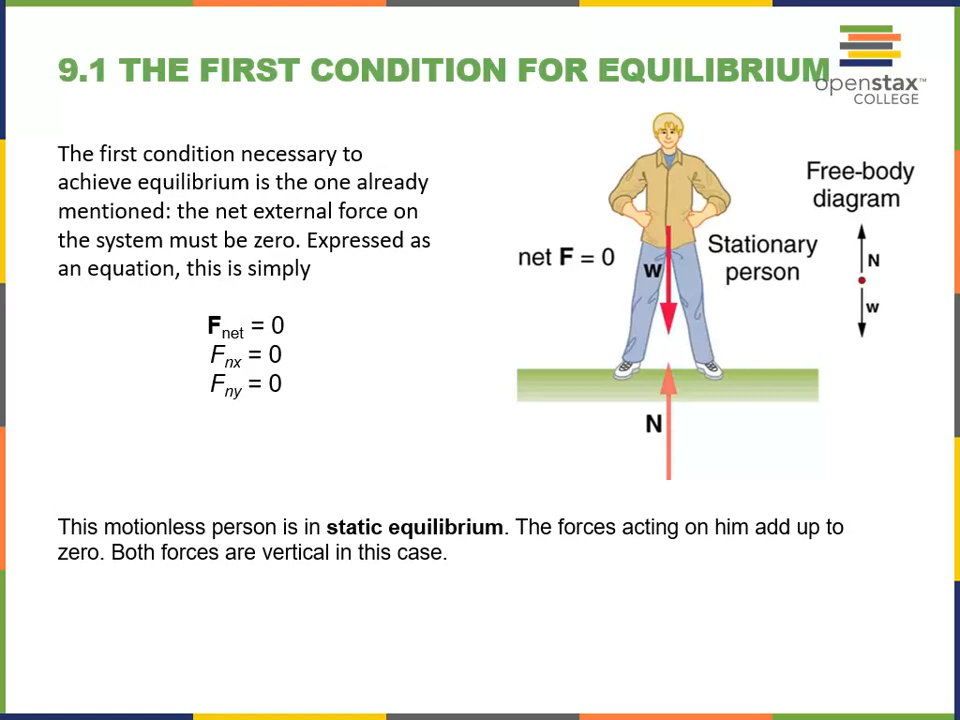 9.1 THE FIRST CONDITION FOR EQUILIBRIUM
openstax™
COLLEGE
The first condition necessary to
achieve equilibrium is the one already
mentioned: the net external force on
the system must be zero. Expressed as
an equation, this is simply
Fnet = 0
Fnx = 0
Fny = 0
net F = 0
w
Stationary
person
N
Free-body
diagram
N
w
This motionless person is in static equilibrium. The forces acting on him add up to
zero. Both forces are vertical in this case.